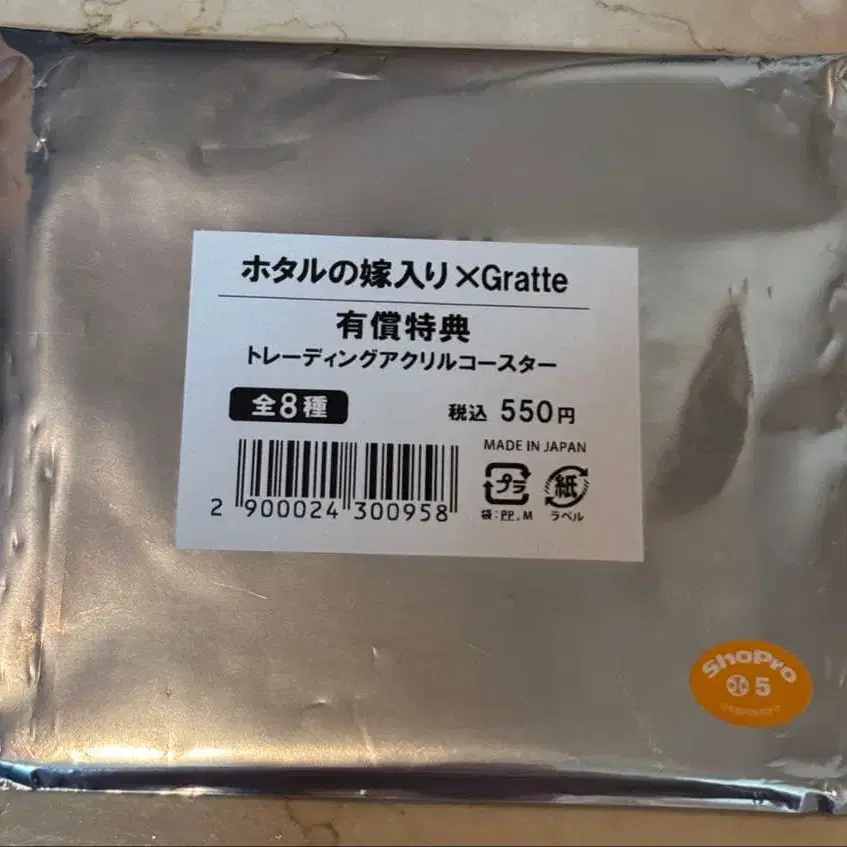 ホタルの嫁入り×Gratte
有償特典
トレーディングアクリルコースター
全8種
税込 550円
MADE IN JAPAN
プラ
紙
袋:PP,M
ラベル
2 900024 300958
ShoPro
5